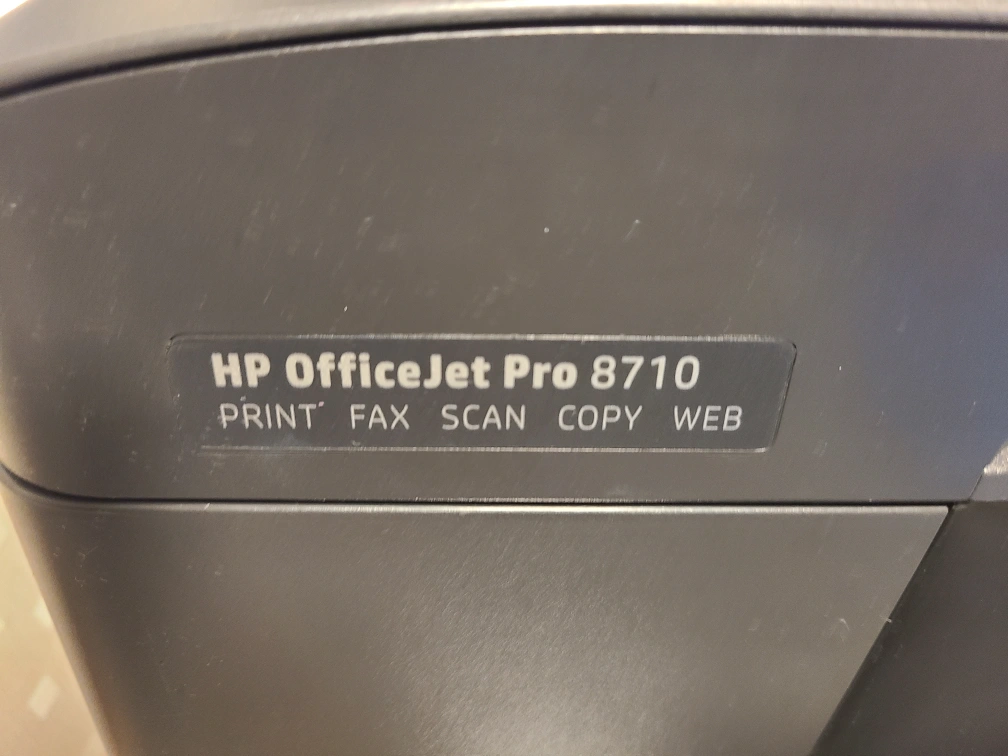 HP OfficeJet Pro 8710
PRINT FAX SCAN COPY WEB